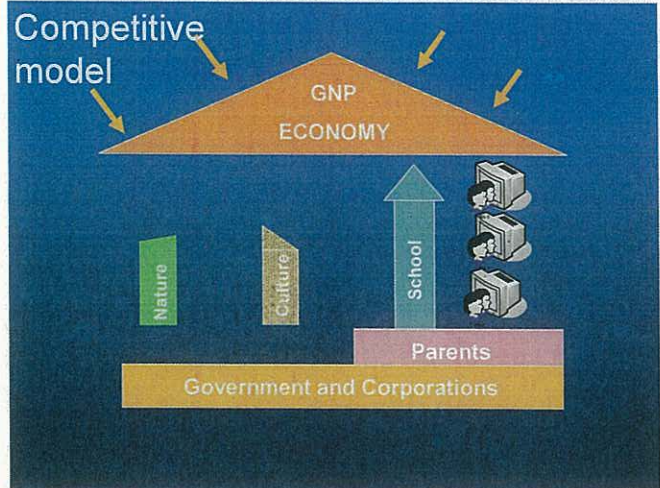 Competitive
model
GNP
ECONOMY
Nature
Culture
School
Parents
Government and Corporations